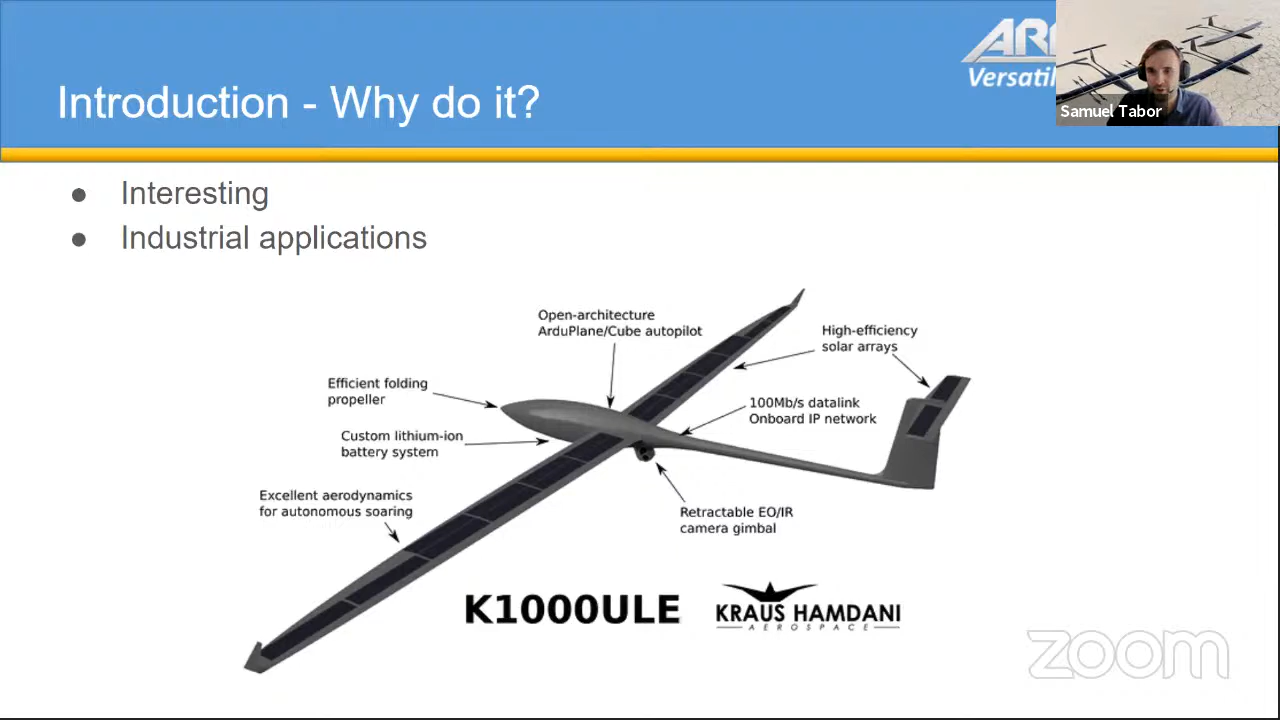 Introduction - Why do it?
Versatil
Samuel Tabor
● Interesting
● Industrial applications
Open-architecture
ArduPlane/Cube autopilot
High-efficiency
solar arrays
Efficient folding
propeller
100Mb/s datalink
Onboard IP network
Custom lithium-ion
battery system
Excellent aerodynamics
for autonomous soaring
Retractable EO/IR
camera gimbal
K1000ULE
KRAUS HAMDANI
AEROSPACE
zoom